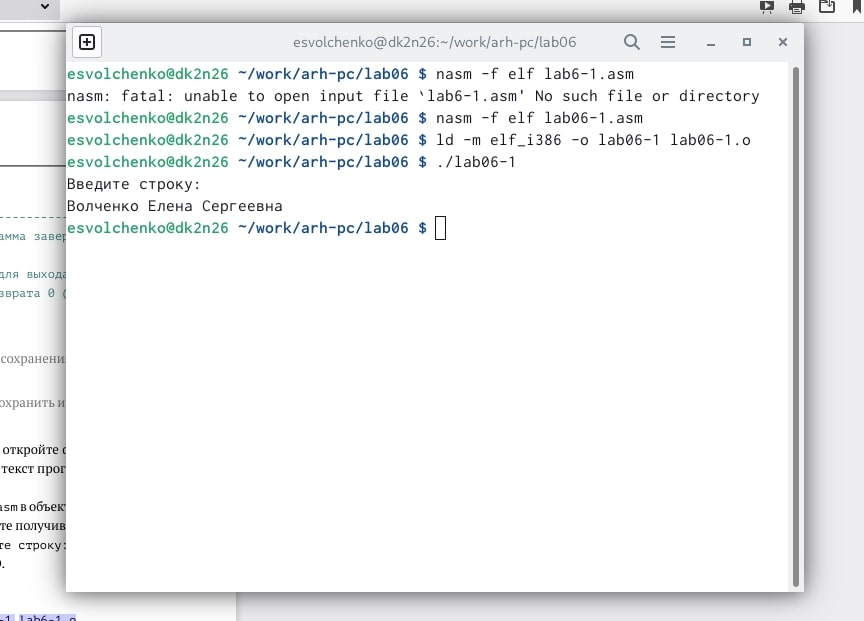 esvolchenko@dk2n26:~/work/arh-pc/lab06
esvolchenko@dk2n26 ~/work/arh-pc/lab06 $ nasm -f elf lab6-1.asm
nasm: fatal: unable to open input file `lab6-1.asm' No such file or directory
esvolchenko@dk2n26 ~/work/arh-pc/lab06 $ nasm -f elf lab06-1.asm
esvolchenko@dk2n26 ~/work/arh-pc/lab06 $ ld -m elf_i386 -o lab06-1 lab06-1.o
esvolchenko@dk2n26 ~/work/arh-pc/lab06 $ ./lab06-1
Введите строку:
Волченко Елена Сергеевна
esvolchenko@dk2n26 ~/work/arh-pc/lab06 $
для выхода
зврата 0 (
сохранени
охранить и
откройте
текст прог
asm в объек
те получив
те строку:
-1 lab6-1.o